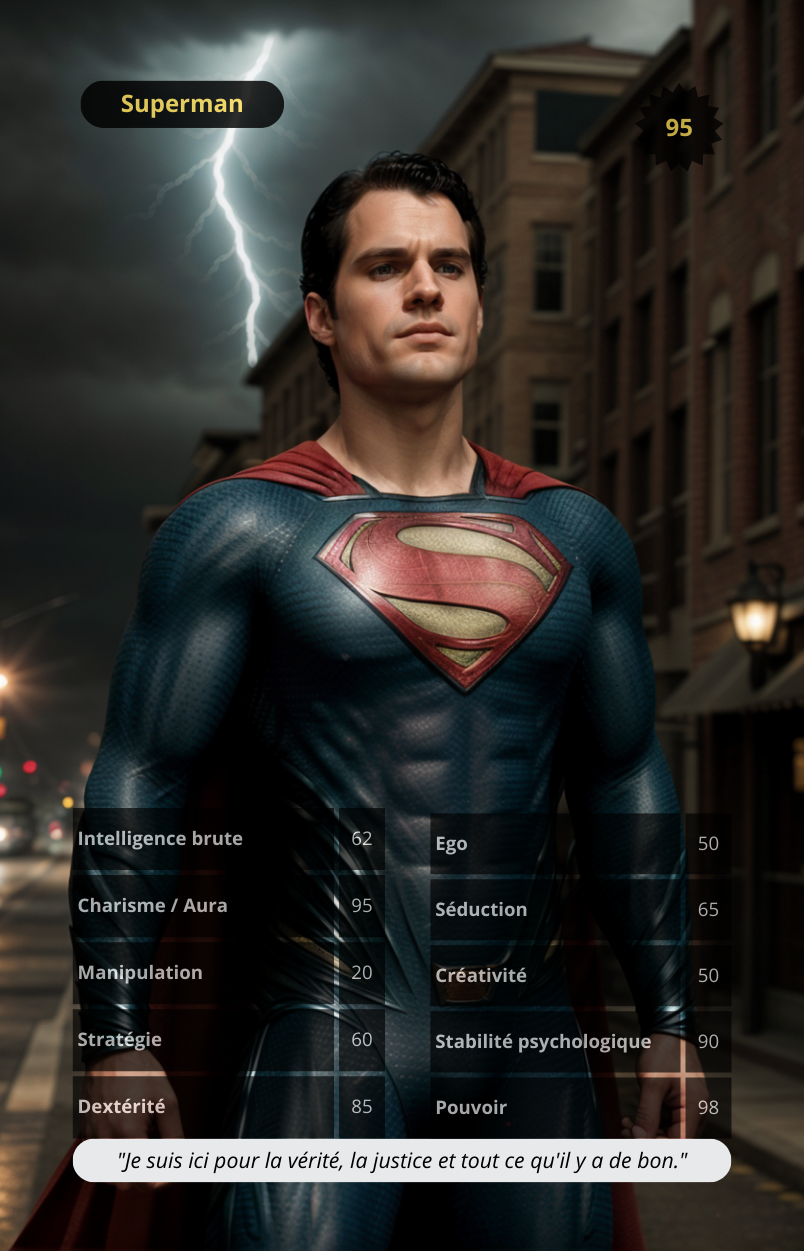 Superman
95
Intelligence brute 62
Charisme / Aura 95
Manipulation 20
Stratégie 60
Dextérité 85
Ego 50
Séduction 65
Créativité 50
Stabilité psychologique 90
Pouvoir 98
"Je suis ici pour la vérité, la justice et tout ce qu'il y a de bon."